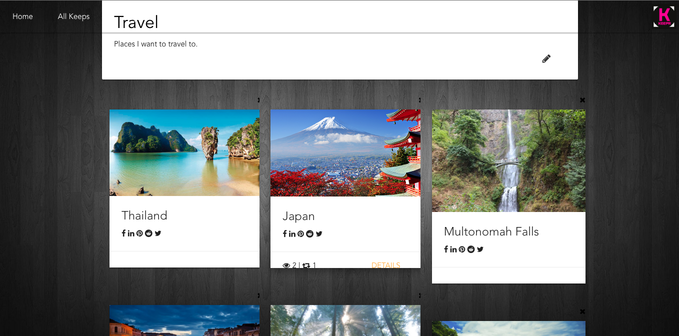 Home
All Keeps
K
Travel
Places I want to travel to.
Thailand
Japan
Multonomah Falls
2 | 1
DETAILS